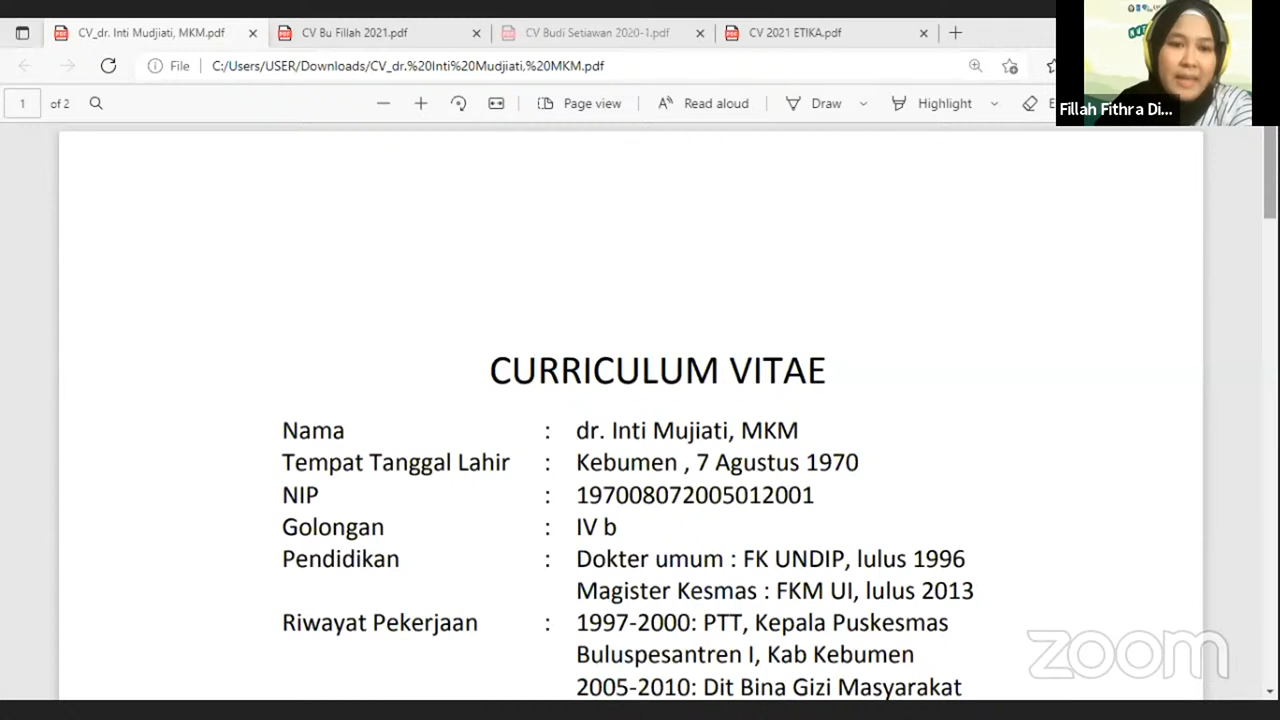 CV_dr. Inti Mudjiati, MKM.pdf
CV Bu Fillah 2021.pdf
CV Budi Setiawan 2020-1.pdf
CV 2021 ETIKA.pdf
File
C:/Users/USER/Downloads/CV_dr.%20Inti%20Mudjiati,%20MKM.pdf
1 of 2
Page view
Read aloud
Draw
Highlight
Fillah Fithra Di...
CURRICULUM VITAE
Nama : dr. Inti Mujiati, MKM
Tempat Tanggal Lahir : Kebumen , 7 Agustus 1970
NIP : 197008072005012001
Golongan : IV b
Pendidikan : Dokter umum : FK UNDIP, lulus 1996
Magister Kesmas : FKM UI, lulus 2013
Riwayat Pekerjaan : 1997-2000: PTT, Kepala Puskesmas
Buluspesantren I, Kab Kebumen
2005-2010: Dit Bina Gizi Masyarakat
zoom